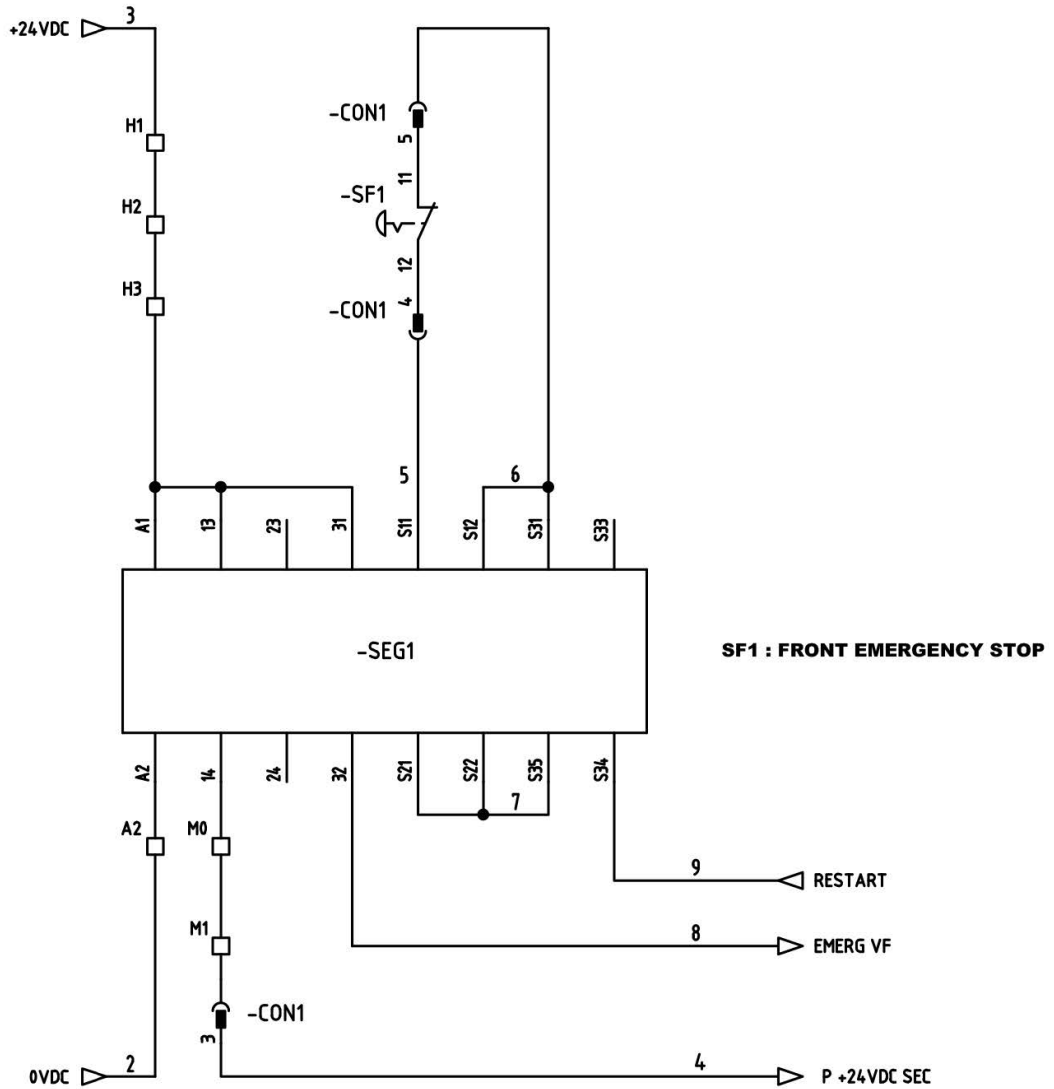 +24VDC
3
H1
H2
H3
-CON1
5
11
-SF1
12
4
-CON1
5
6
A1
13
23
31
S11
S12
S31
S33
-SEG1
SF1 : FRONT EMERGENCY STOP
A2
14
24
32
S21
S22
S35
S34
7
A2
M0
9
RESTART
M1
8
EMERG VF
-CON1
3
0VDC
2
4
P +24VDC SEC